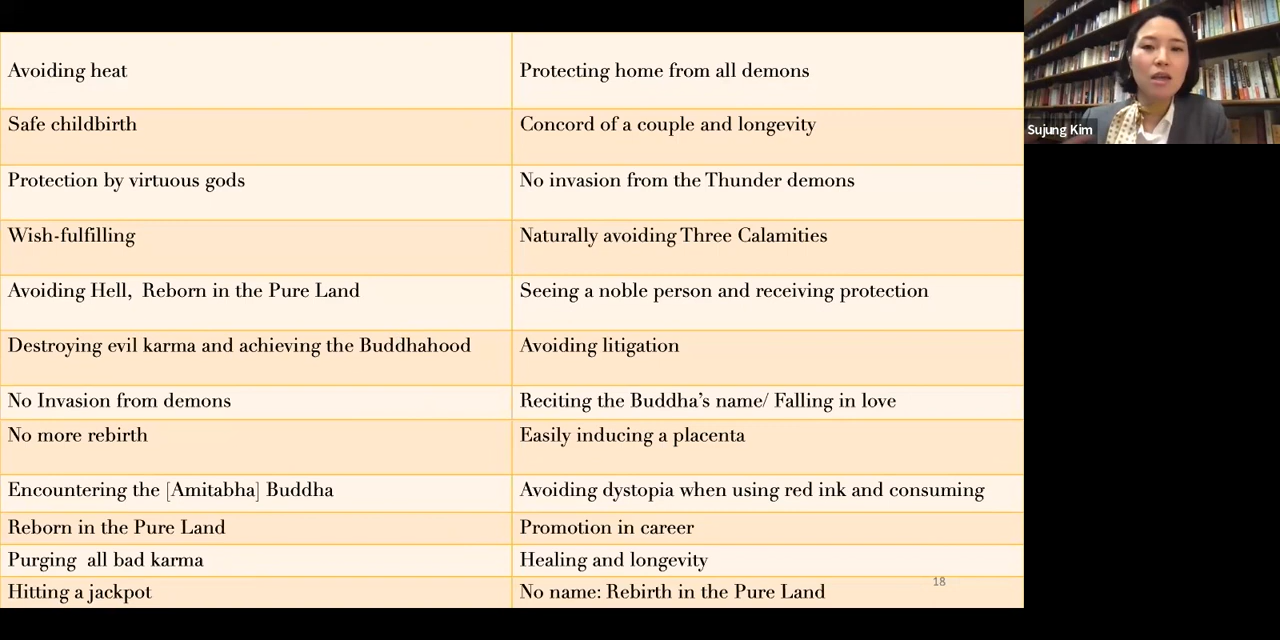 Avoiding heat
Protecting home from all demons
Safe childbirth
Concord of a couple and longevity
Protection by virtuous gods
No invasion from the Thunder demons
Wish-fulfilling
Naturally avoiding Three Calamities
Avoiding Hell,  Reborn in the Pure Land
Seeing a noble person and receiving protection
Destroying evil karma and achieving the Buddhahood
Avoiding litigation
No Invasion from demons
Reciting the Buddha’s name/ Falling in love
No more rebirth
Easily inducing a placenta
Encountering the [Amitabha] Buddha
Avoiding dystopia when using red ink and consuming
Reborn in the Pure Land
Promotion in career
Purging  all bad karma
Healing and longevity
Hitting a jackpot
No name: Rebirth in the Pure Land
18
Sujung Kim